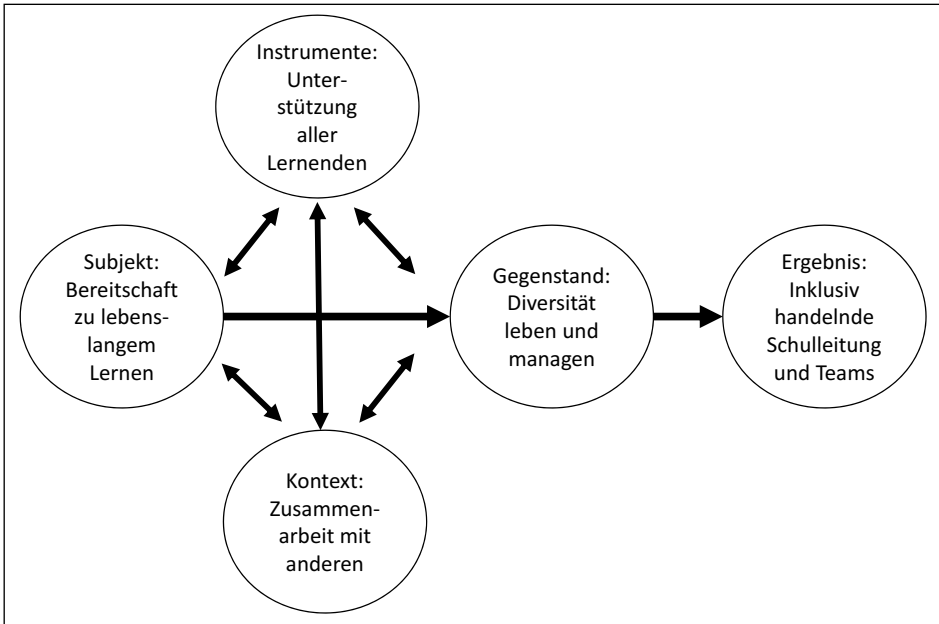 Instrumente:
Unter-
stützung
aller
Lernenden
Subjekt:
Bereitschaft
zu lebens-
langem
Lernen
Gegenstand:
Diversität
leben und
managen
Ergebnis:
Inklusiv
handelnde
Schulleitung
und Teams
Kontext:
Zusammen-
arbeit mit
anderen